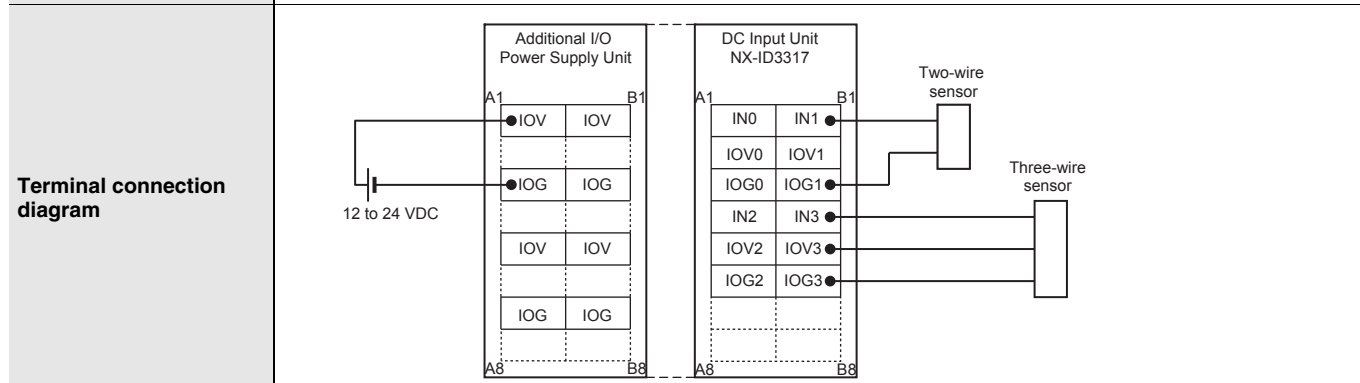 Terminal connection
diagram
Additional I/O
Power Supply Unit
A1
B1
IOV
IOV
IOG
IOG
IOV
IOV
IOG
IOG
A8
B8
12 to 24 VDC
DC Input Unit
NX-ID3317
A1
B1
IN0
IN1
IOV0
IOV1
IOG0
IOG1
IN2
IN3
IOV2
IOV3
IOG2
IOG3
A8
B8
Two-wire
sensor
Three-wire
sensor